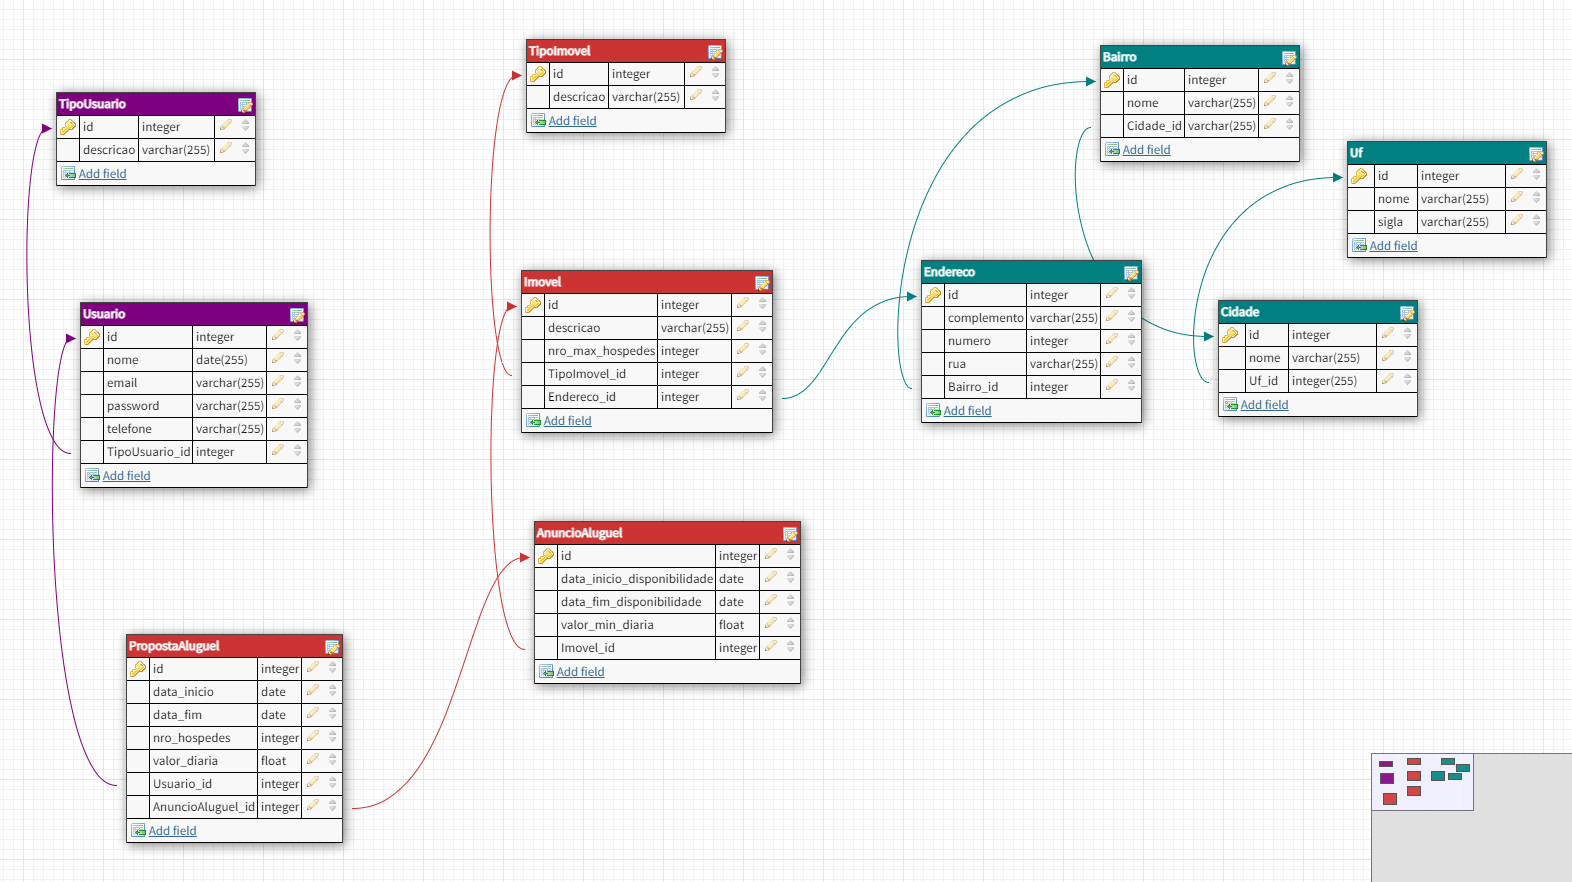 TipoUsuario
id integer
descricao varchar(255)
Add field
Usuario
id integer
nome date(255)
email varchar(255)
password varchar(255)
telefone varchar(255)
TipoUsuario_id integer
Add field
PropostaAluguel
id integer
data_inicio date
data_fim date
nro_hospedes integer
valor_diaria float
Usuario_id integer
AnuncioAluguel_id integer
Add field
TipoImovel
id integer
descricao varchar(255)
Add field
Imovel
id integer
descricao varchar(255)
nro_max_hospedes integer
TipoImovel_id integer
Endereco_id integer
Add field
AnuncioAluguel
id integer
data_inicio_disponibilidade date
data_fim_disponibilidade date
valor_min_diaria float
Imovel_id integer
Add field
Endereco
id integer
complemento varchar(255)
numero integer
rua varchar(255)
Bairro_id integer
Add field
Bairro
id integer
nome varchar(255)
Cidade_id varchar(255)
Add field
Uf
id integer
nome varchar(255)
sigla varchar(255)
Add field
Cidade
id integer
nome varchar(255)
Uf_id integer(255)
Add field